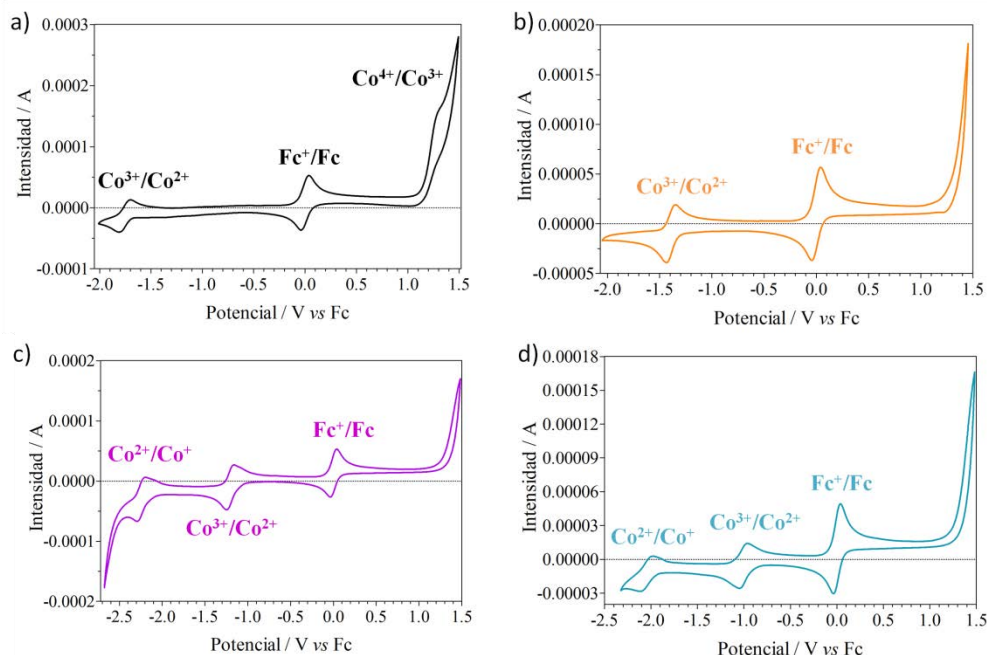 a)
0.0003
0.0002
0.0001
0.0000
-0.0001
Intensidad / A
Co⁴⁺/Co³⁺
Fc⁺/Fc
Co³⁺/Co²⁺
-2.0 -1.5 -1.0 -0.5 0.0 0.5 1.0 1.5
Potencial / V vs Fc
b)
0.00020
0.00015
0.00010
0.00005
0.00000
-0.00005
Intensidad / A
Fc⁺/Fc
Co³⁺/Co²⁺
-2.0 -1.5 -1.0 -0.5 0.0 0.5 1.0 1.5
Potencial / V vs Fc
c)
0.0002
0.0001
0.0000
-0.0001
-0.0002
Intensidad / A
Fc⁺/Fc
Co²⁺/Co⁺
Co³⁺/Co²⁺
-2.5 -2.0 -1.5 -1.0 -0.5 0.0 0.5 1.0 1.5
Potencial / V vs Fc
d)
0.00018
0.00015
0.00012
0.00009
0.00006
0.00003
0.00000
-0.00003
Intensidad / A
Fc⁺/Fc
Co²⁺/Co⁺
Co³⁺/Co²⁺
-2.5 -2.0 -1.5 -1.0 -0.5 0.0 0.5 1.0 1.5
Potencial / V vs Fc